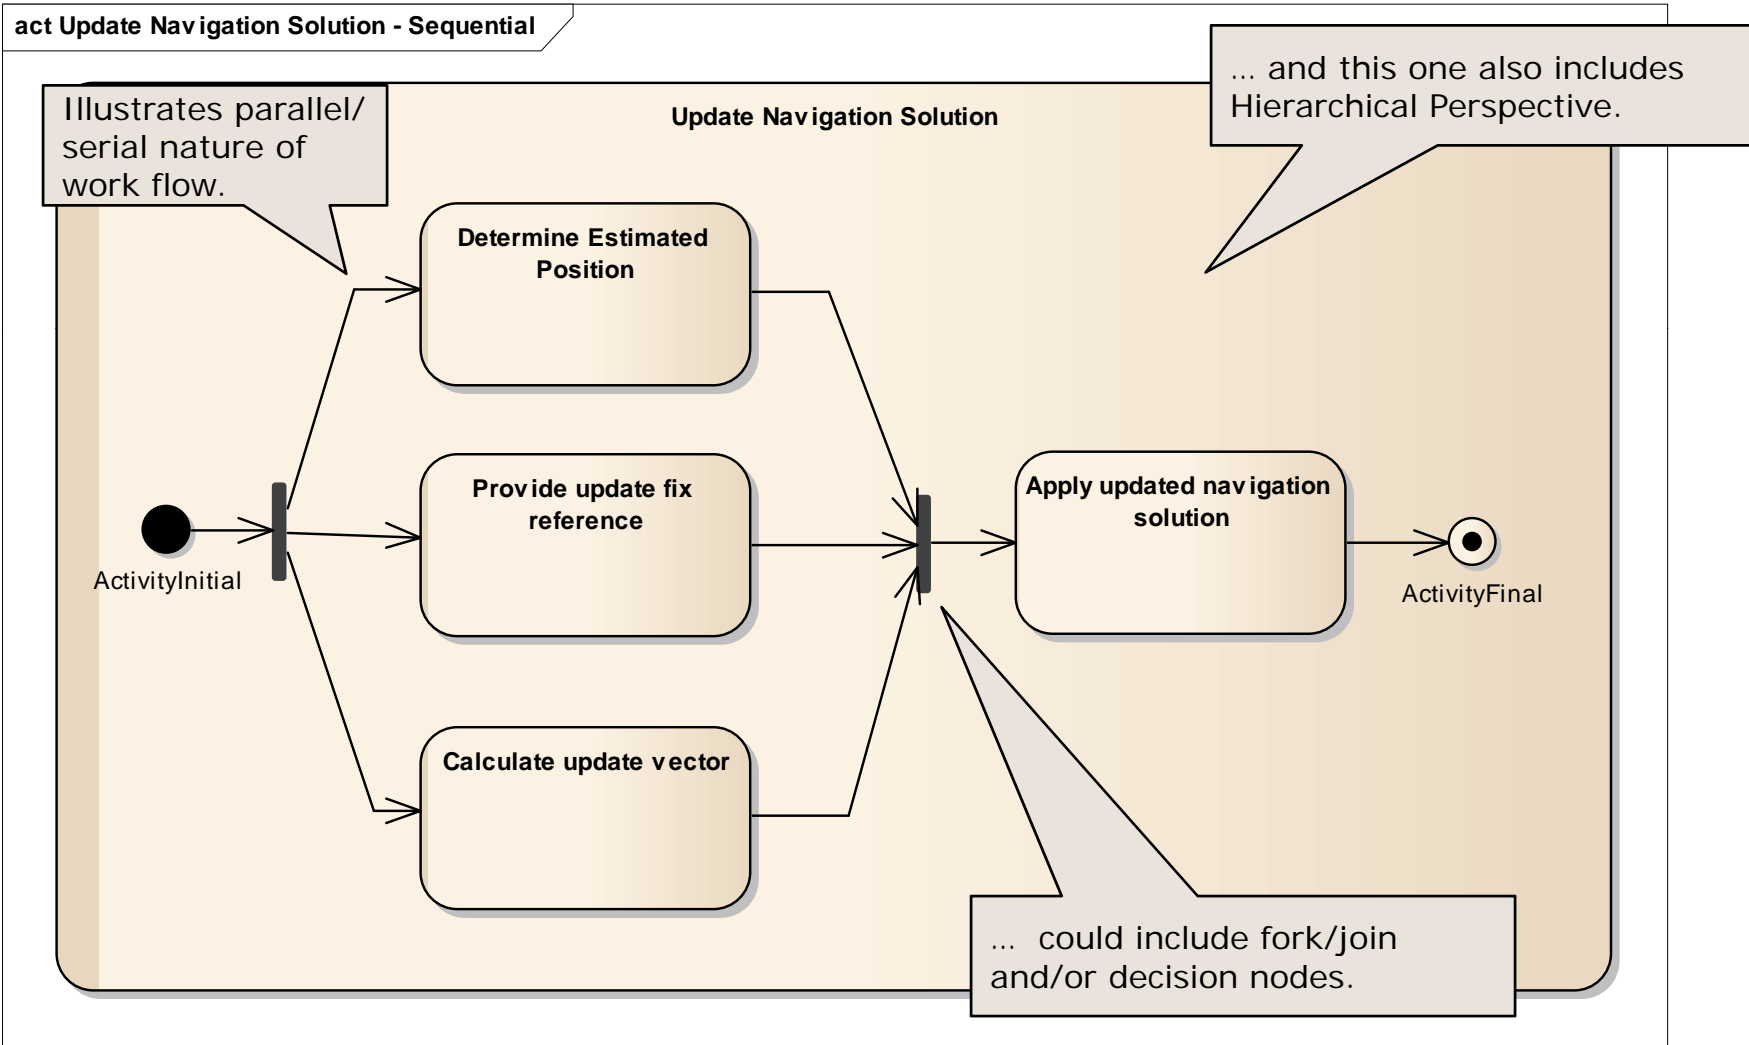 act Update Navigation Solution - Sequential
... and this one also includes
Hierarchical Perspective.
Illustrates parallel/
serial nature of
work flow.
Update Navigation Solution
Determine Estimated
Position
Provide update fix
reference
Apply updated navigation
solution
ActivityInitial
ActivityFinal
Calculate update vector
... could include fork/join
and/or decision nodes.